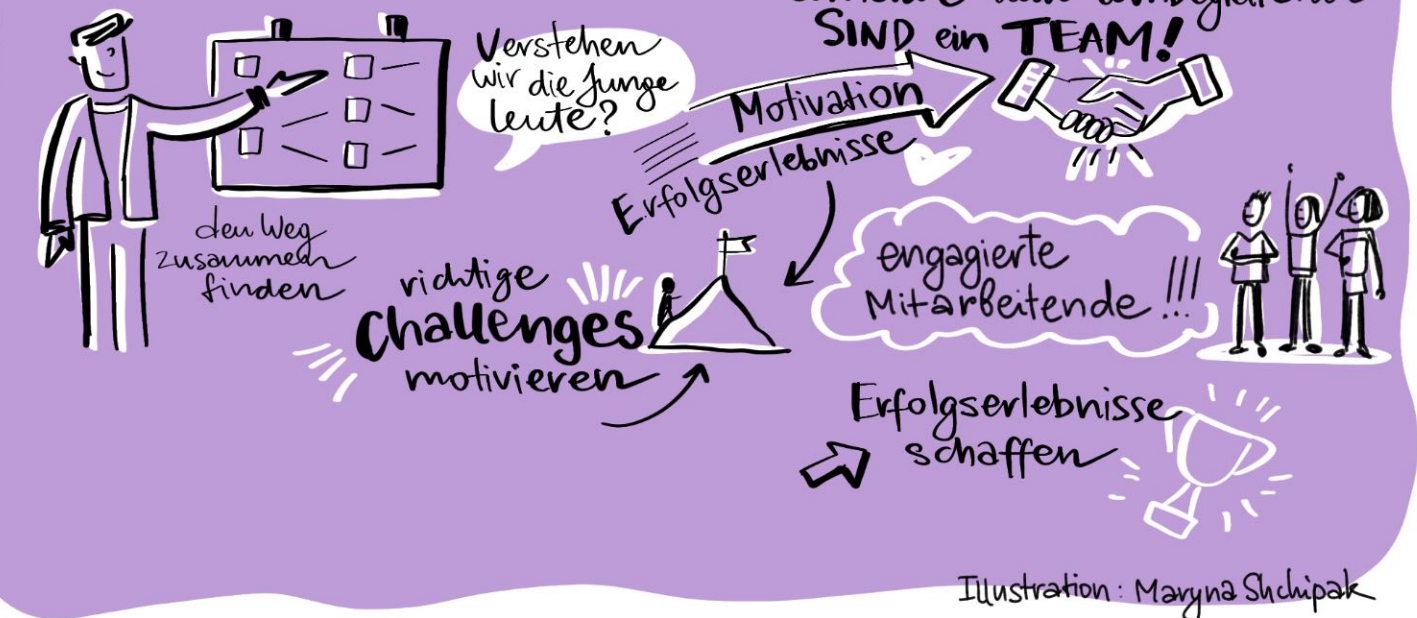 SIND ein TEAM!
Verstehen
wir die Junge
leute?
Motivation
Erfolgserlebnisse
den Weg
zusammen
finden
richtige
Challenges
motivieren
engagierte
Mitarbeitende !!!
Erfolgserlebnisse
schaffen
Illustration: Maryna Shchipak